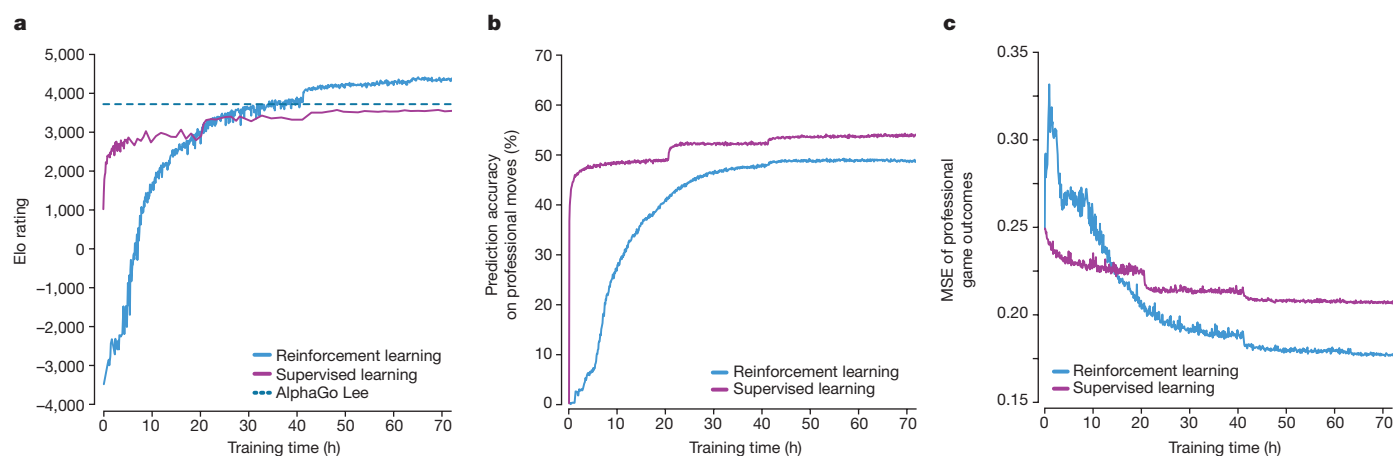 a
5,000
4,000
3,000
2,000
1,000
0
–1,000
–2,000
–3,000
–4,000
Elo rating
0 10 20 30 40 50 60 70
Training time (h)
Reinforcement learning
Supervised learning
AlphaGo Lee
b
70
60
50
40
30
20
10
0
Prediction accuracy
on professional moves (%)
0 10 20 30 40 50 60 70
Training time (h)
Reinforcement learning
Supervised learning
c
0.35
0.30
0.25
0.20
0.15
MSE of professional
game outcomes
0 10 20 30 40 50 60 70
Training time (h)
Reinforcement learning
Supervised learning